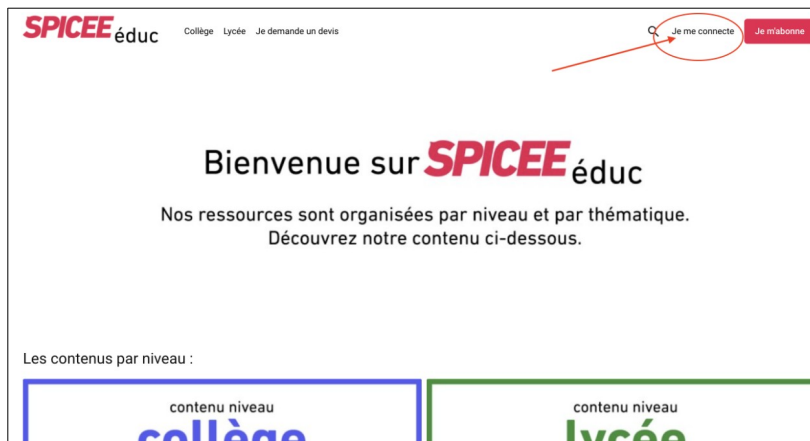 SPICEE éduc Collège Lycée Je demande un devis Je me connecte Je m'abonne
Bienvenue sur SPICEE éduc
Nos ressources sont organisées par niveau et par thématique.
Découvrez notre contenu ci-dessous.
Les contenus par niveau :
contenu niveau
collège
contenu niveau
lycée